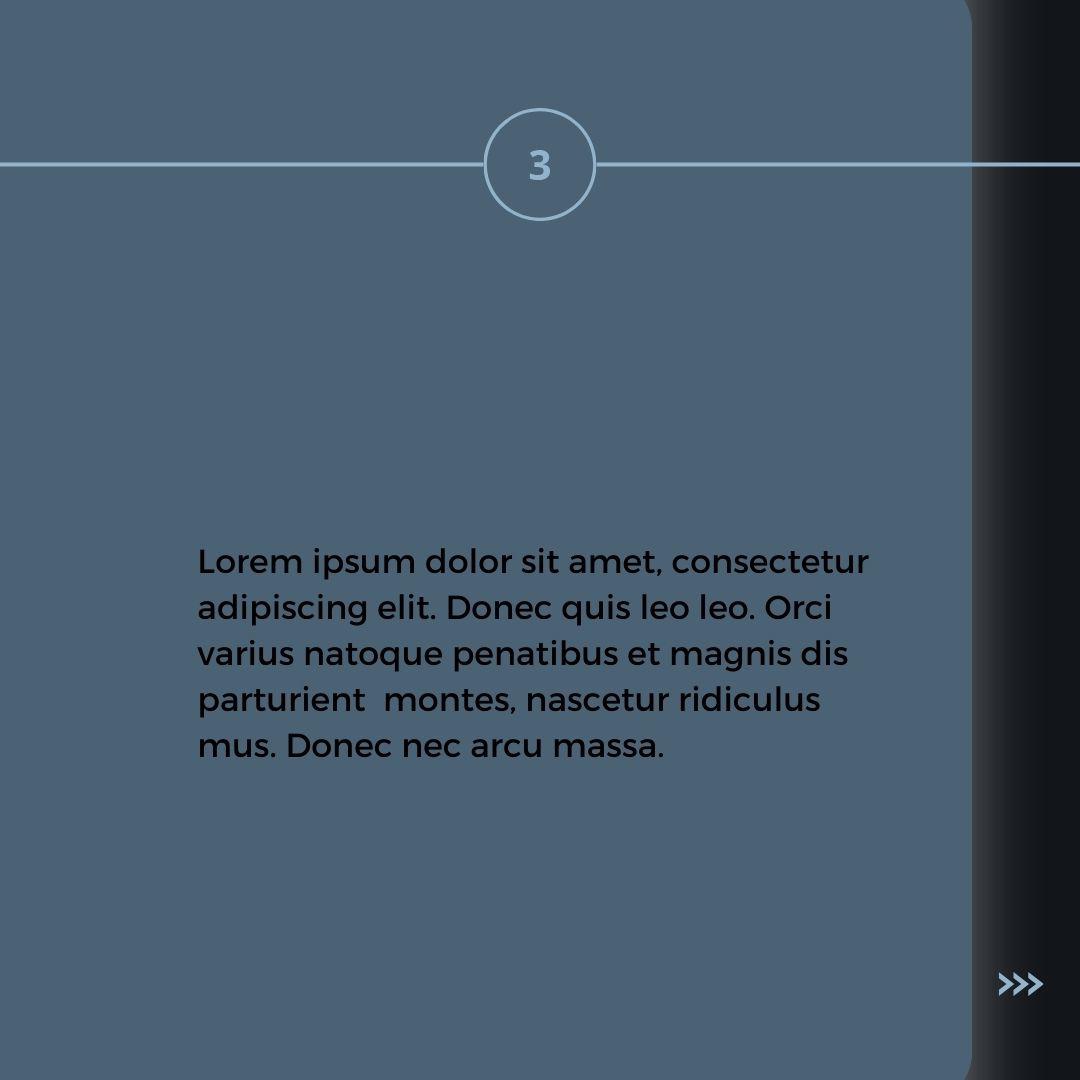 3
Lorem ipsum dolor sit amet, consectetur
adipiscing elit. Donec quis leo leo. Orci
varius natoque penatibus et magnis dis
parturient  montes, nascetur ridiculus
mus. Donec nec arcu massa.